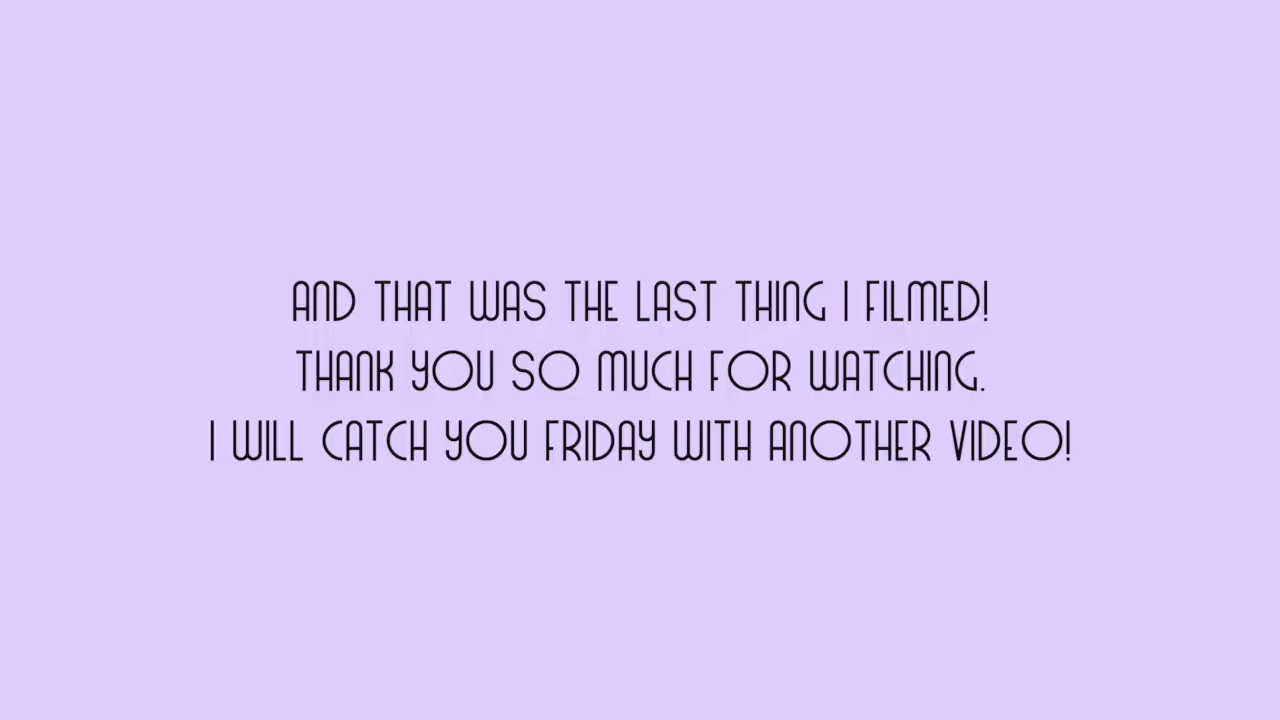 AND THAT WAS THE LAST THING I FILMED!
THANK YOU SO MUCH FOR WATCHING.
I WILL CATCH YOU FRIDAY WITH ANOTHER VIDEO!